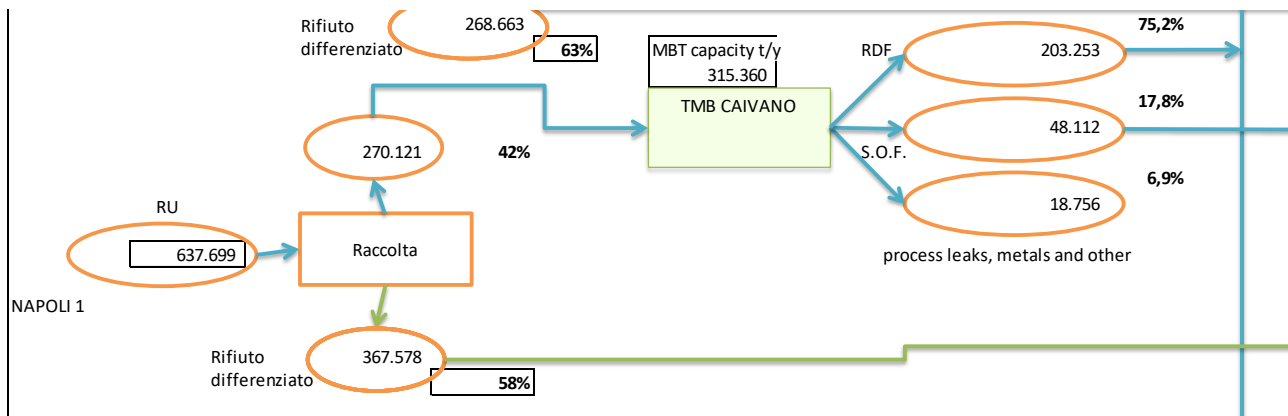 Rifiuto
differenziato
268.663
63%
MBT capacity t/y
315.360
RDF
203.253
75,2%
TMB CAIVANO
17,8%
270.121
42%
48.112
S.O.F.
6,9%
18.756
RU
637.699
Raccolta
process leaks, metals and other
NAPOLI 1
Rifiuto
differenziato
367.578
58%